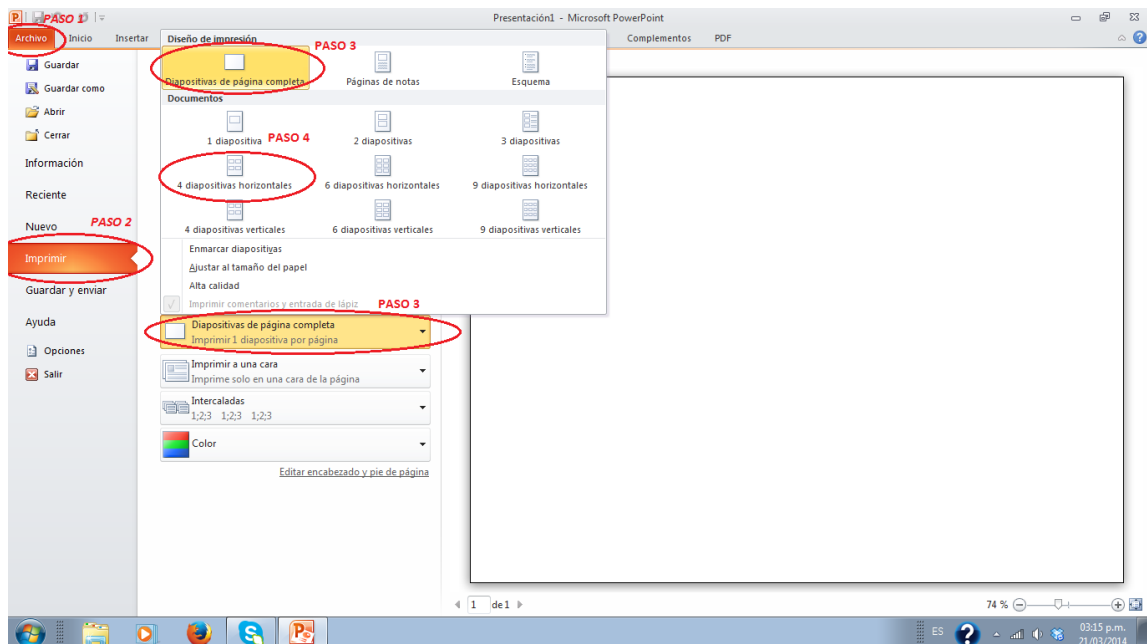 PASO 1
Presentación1 - Microsoft PowerPoint
Archivo
Inicio
Insertar
Complementos
PDF
Guardar
Guardar como
Abrir
Cerrar
Información
Reciente
Nuevo
PASO 2
Imprimir
Guardar y enviar
Ayuda
Opciones
Salir
Diseño de impresión
PASO 3
Diapositivas de página completa
Páginas de notas
Esquema
Documentos
1 diapositiva
PASO 4
2 diapositivas
3 diapositivas
4 diapositivas horizontales
6 diapositivas horizontales
9 diapositivas horizontales
4 diapositivas verticales
6 diapositivas verticales
9 diapositivas verticales
Enmarcar diapositivas
Ajustar al tamaño del papel
Alta calidad
Imprimir comentarios y entrada de lápiz
PASO 3
Diapositivas de página completa
Imprimir 1 diapositiva por página
Imprimir a una cara
Imprime solo en una cara de la página
Intercaladas
1;2;3 1;2;3 1;2;3
Color
Editar encabezado y pie de página
1 de 1
74 %
ES
03:15 p.m.
21/03/2014